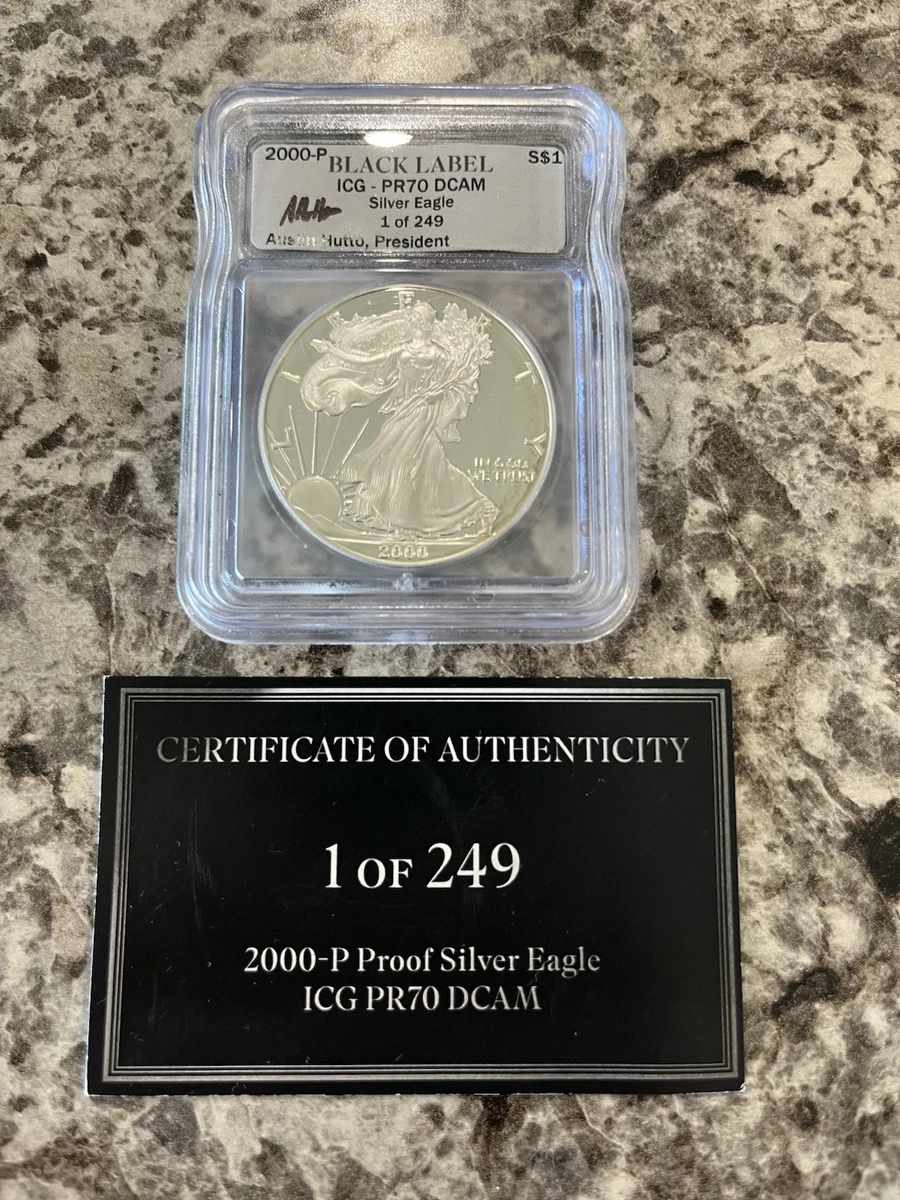 2000-P BLACK LABEL S$1
ICG - PR70 DCAM
Silver Eagle
1 of 249
Austin Hutto, President
LIBERTY
IN GOD
WE TRUST
2000
CERTIFICATE OF AUTHENTICITY
1 OF 249
2000-P Proof Silver Eagle
ICG PR70 DCAM